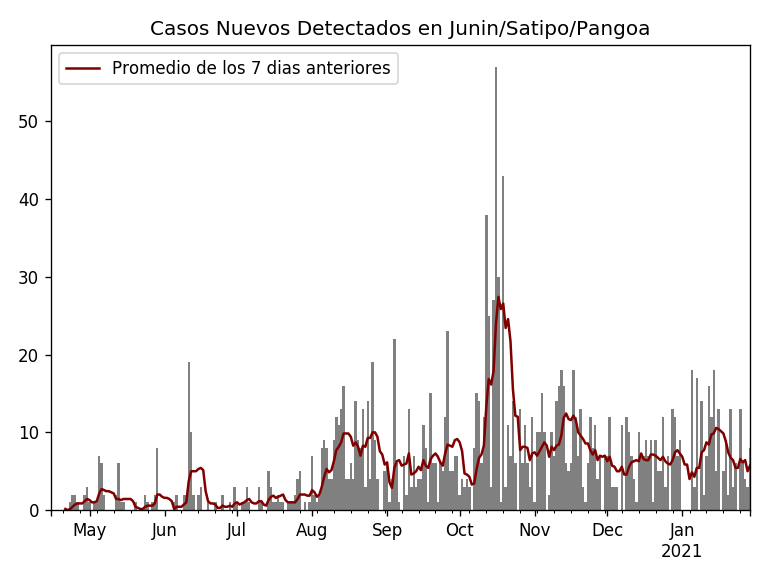 Casos Nuevos Detectados en Junin/Satipo/Pangoa
Promedio de los 7 dias anteriores
50
40
30
20
10
0
May Jun Jul Aug Sep Oct Nov Dec Jan
2021